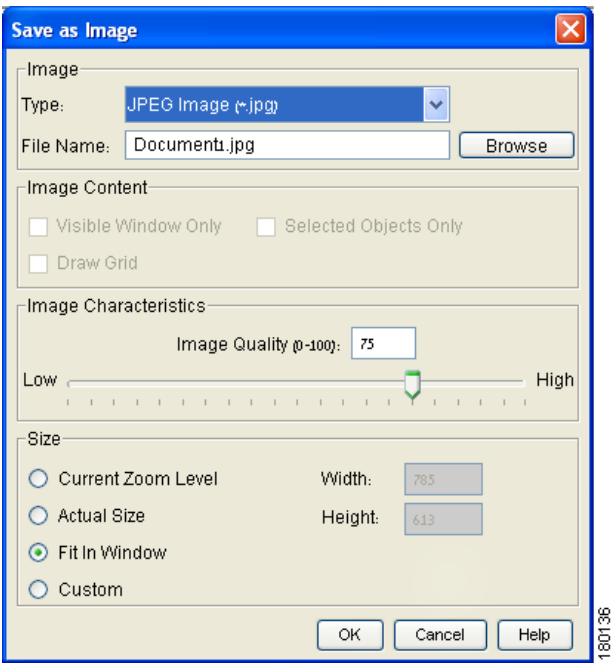 Save as Image
Image
Type: JPEG Image (*.jpg)
File Name: Document1.jpg Browse
Image Content
Visible Window Only Selected Objects Only
Draw Grid
Image Characteristics
Image Quality (0-100): 75
Low High
Size
Current Zoom Level Width: 785
Actual Size Height: 613
Fit In Window
Custom
OK Cancel Help
180136